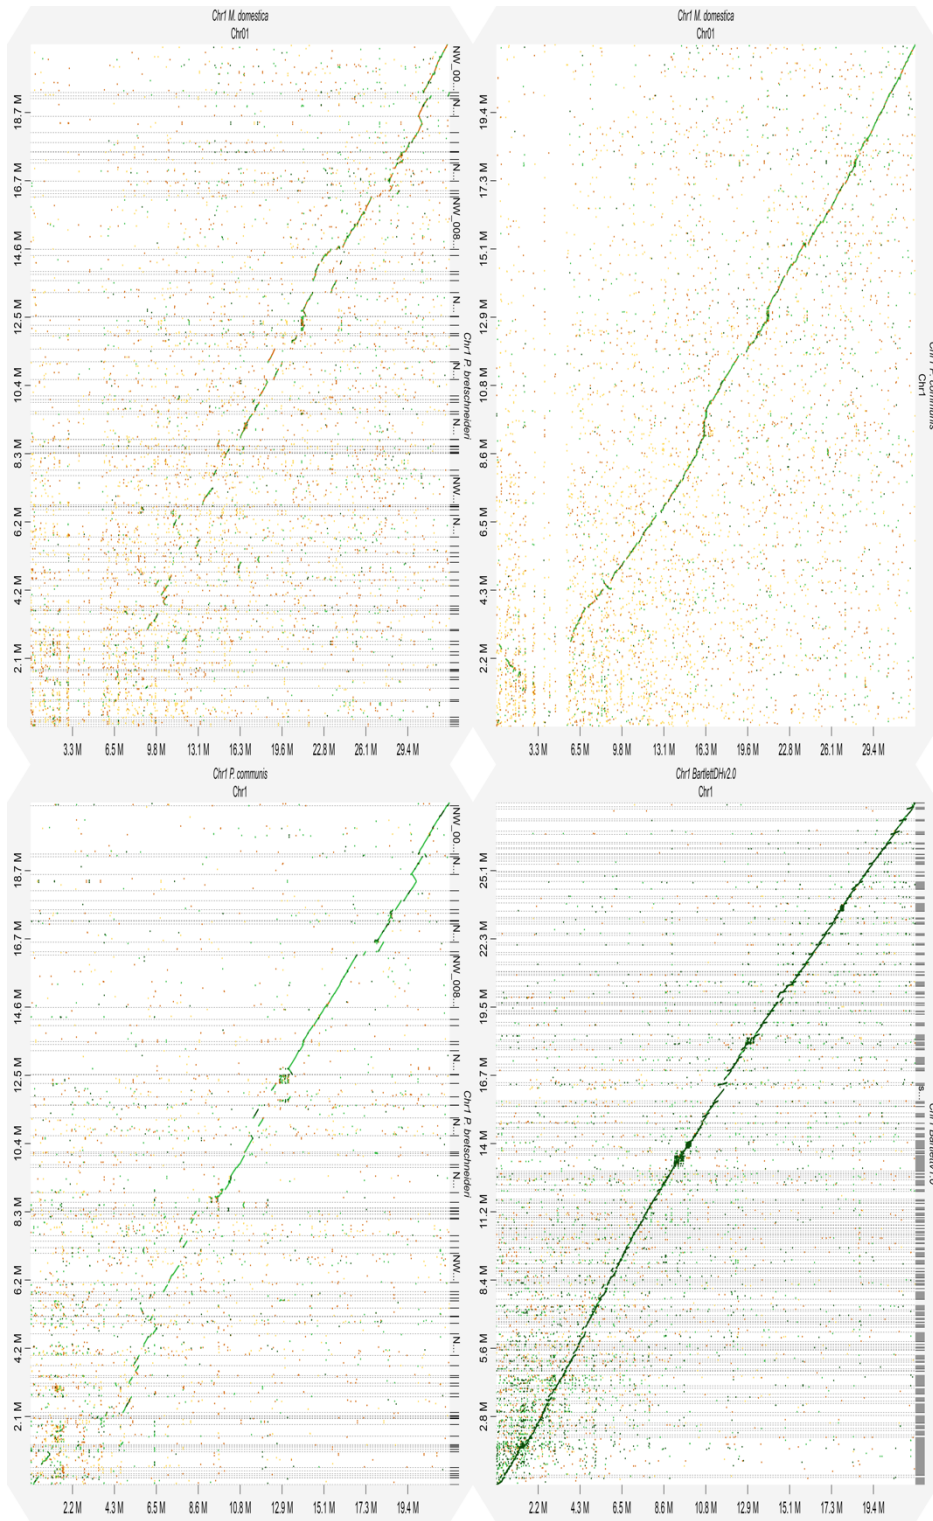 Chr1 M. domestica
Chr01
NW_00...
N...
N...
NW_008...
N...
N...
N...
NW...
N...
Chr1 P. bretschneideri
18.7 M
16.7 M
14.6 M
12.5 M
10.4 M
8.3 M
6.2 M
4.2 M
2.1 M
3.3 M 6.5 M 9.8 M 13.1 M 16.3 M 19.6 M 22.8 M 26.1 M 29.4 M
Chr1 M. domestica
Chr01
Chr1 P. communis
Chr1
19.4 M
17.3 M
15.1 M
12.9 M
10.8 M
8.6 M
6.5 M
4.3 M
2.2 M
3.3 M 6.5 M 9.8 M 13.1 M 16.3 M 19.6 M 22.8 M 26.1 M 29.4 M
Chr1 P. communis
Chr1
NW_00...
N...
N...
NW_008...
N...
N...
N...
NW...
N...
Chr1 P. bretschneideri
18.7 M
16.7 M
14.6 M
12.5 M
10.4 M
8.3 M
6.2 M
4.2 M
2.1 M
2.2 M 4.3 M 6.5 M 8.6 M 10.8 M 12.9 M 15.1 M 17.3 M 19.4 M
Chr1 BartlettDHv2.0
Chr1
S...
25.1 M
22.3 M
19.5 M
16.7 M
14 M
11.2 M
8.4 M
5.6 M
2.8 M
2.2 M 4.3 M 6.5 M 8.6 M 10.8 M 12.9 M 15.1 M 17.3 M 19.4 M